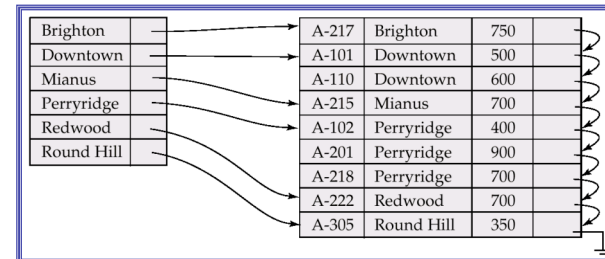 Brighton
Downtown
Mianus
Perryridge
Redwood
Round Hill
A-217 Brighton 750
A-101 Downtown 500
A-110 Downtown 600
A-215 Mianus 700
A-102 Perryridge 400
A-201 Perryridge 900
A-218 Perryridge 700
A-222 Redwood 700
A-305 Round Hill 350